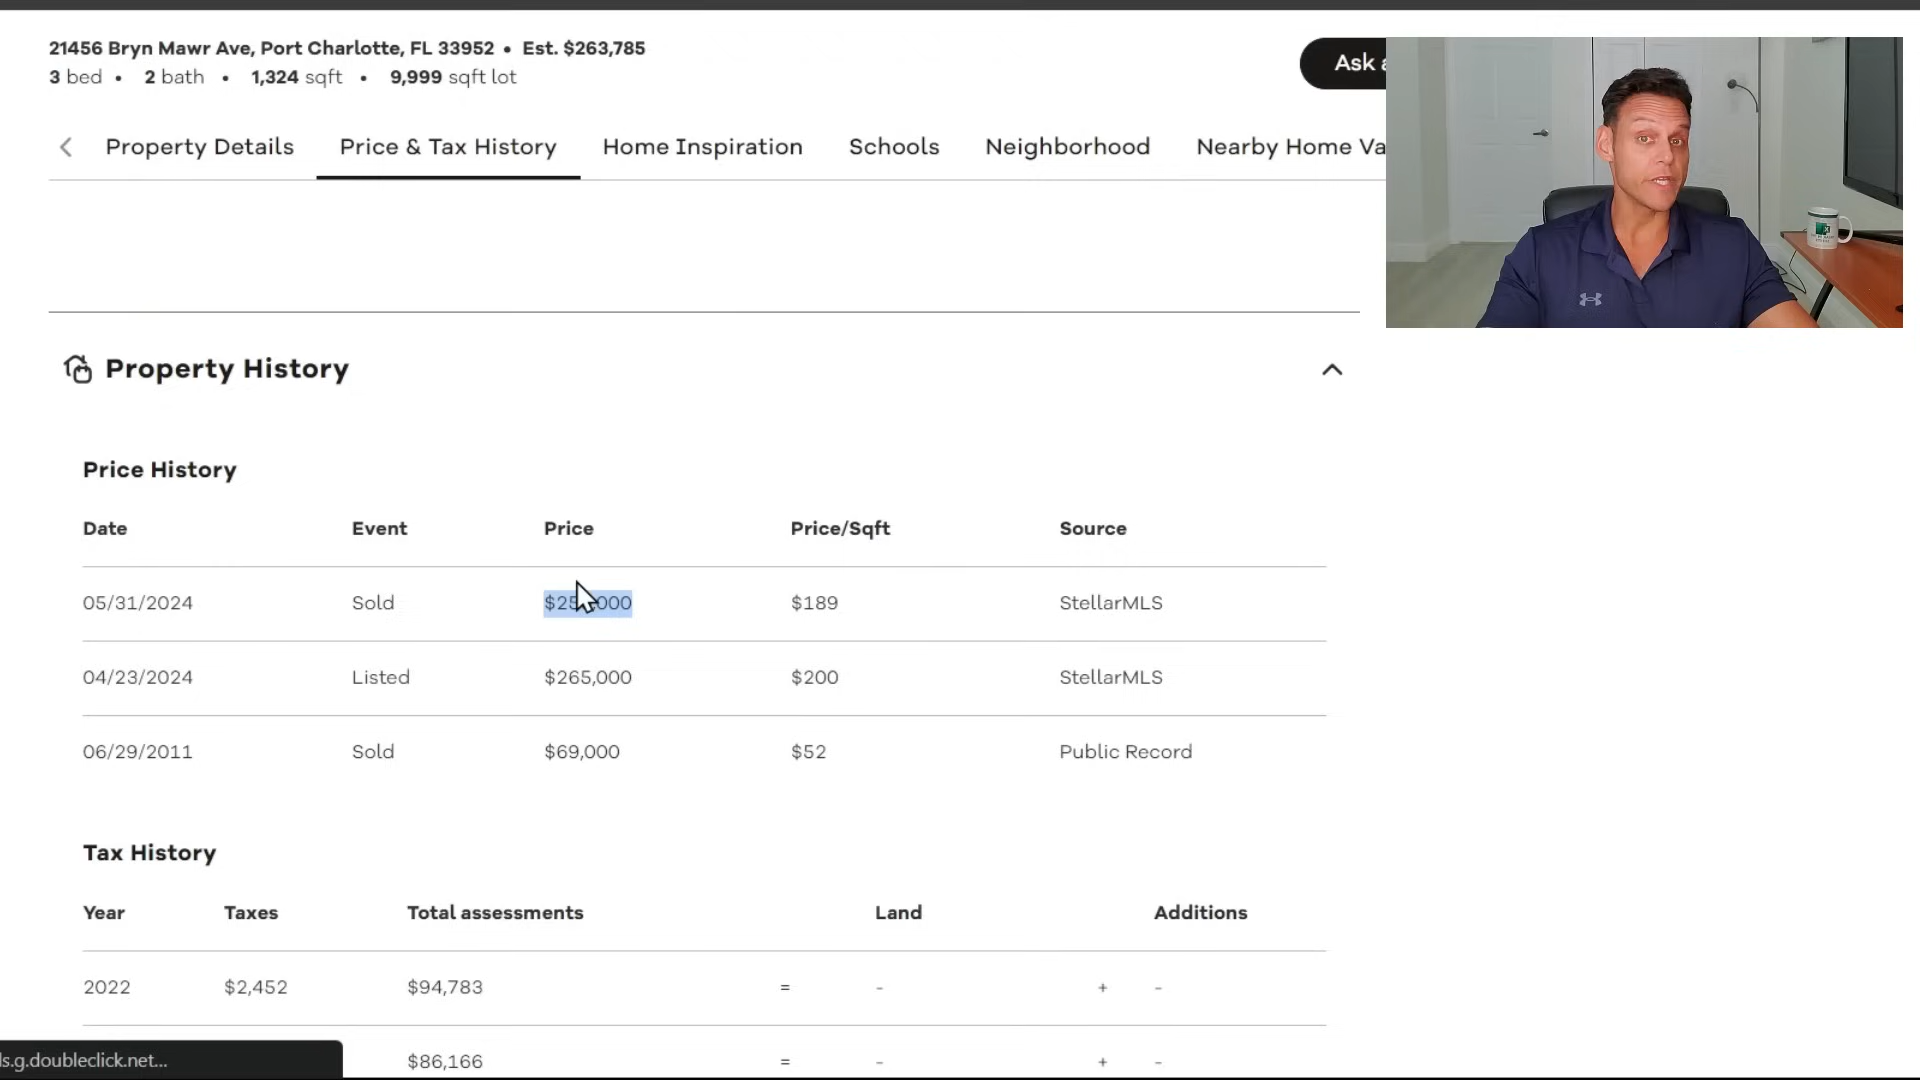 21456 Bryn Mawr Ave, Port Charlotte, FL 33952 • Est. $263,785
3 bed • 2 bath • 1,324 sqft • 9,999 sqft lot
Ask
Property Details Price & Tax History Home Inspiration Schools Neighborhood Nearby Home Va
Property History
Price History
Date Event Price Price/Sqft Source
05/31/2024 Sold $189 StellarMLS
04/23/2024 Listed $265,000 $200 StellarMLS
06/29/2011 Sold $69,000 $52 Public Record
Tax History
Year Taxes Total assessments Land Additions
2022 $2,452 $94,783 = - + -
$86,166 = - + -
ls.g.doubleclick.net...